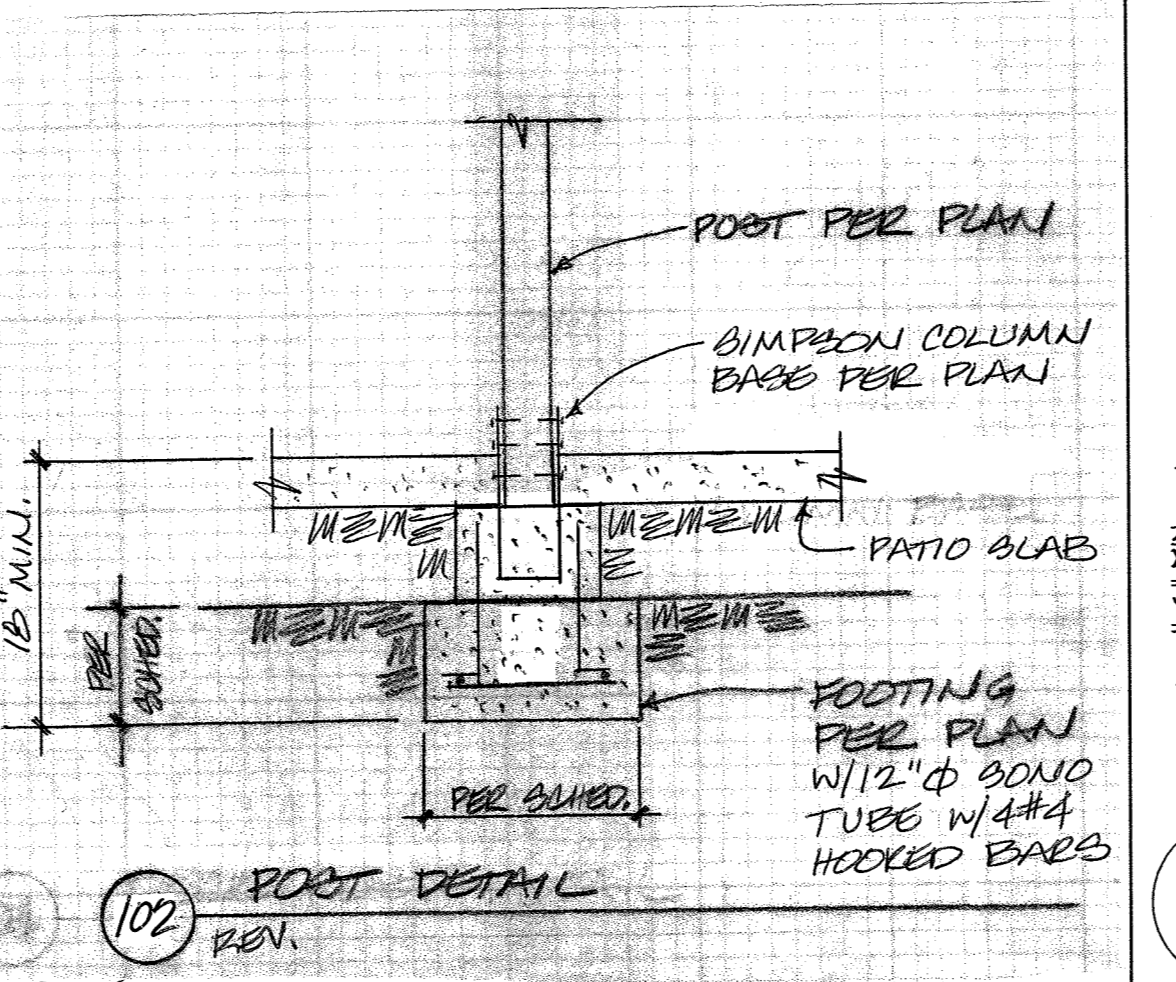 POST PER PLAN
SIMPSON COLUMN
BASE PER PLAN
18" MIN.
PER
SCHED.
PATIO SLAB
FOOTING
PER PLAN
W/12" ϕ SONO
TUBE W/4#4
HOOKED BARS
PER SCHED.
102
POST DETAIL
REV.